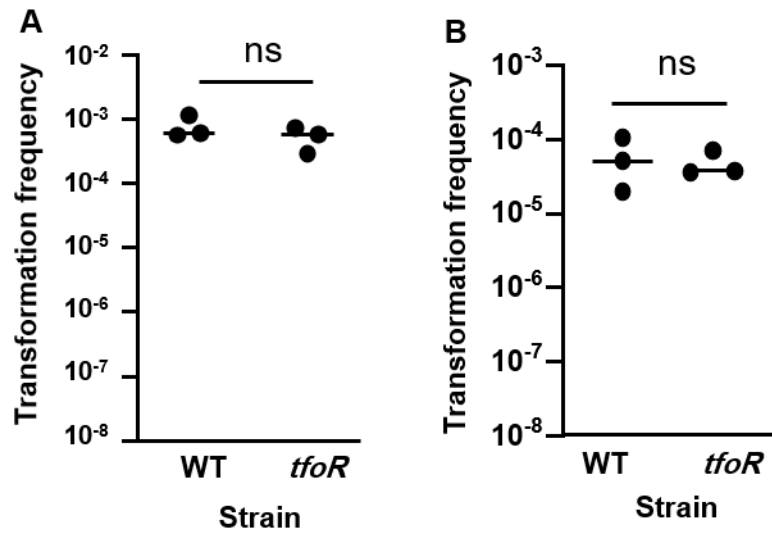 A
Transformation frequency
10⁻²
10⁻³
10⁻⁴
10⁻⁵
10⁻⁶
10⁻⁷
10⁻⁸
ns
WT tfoR
Strain
B
Transformation frequency
10⁻³
10⁻⁴
10⁻⁵
10⁻⁶
10⁻⁷
10⁻⁸
ns
WT tfoR
Strain